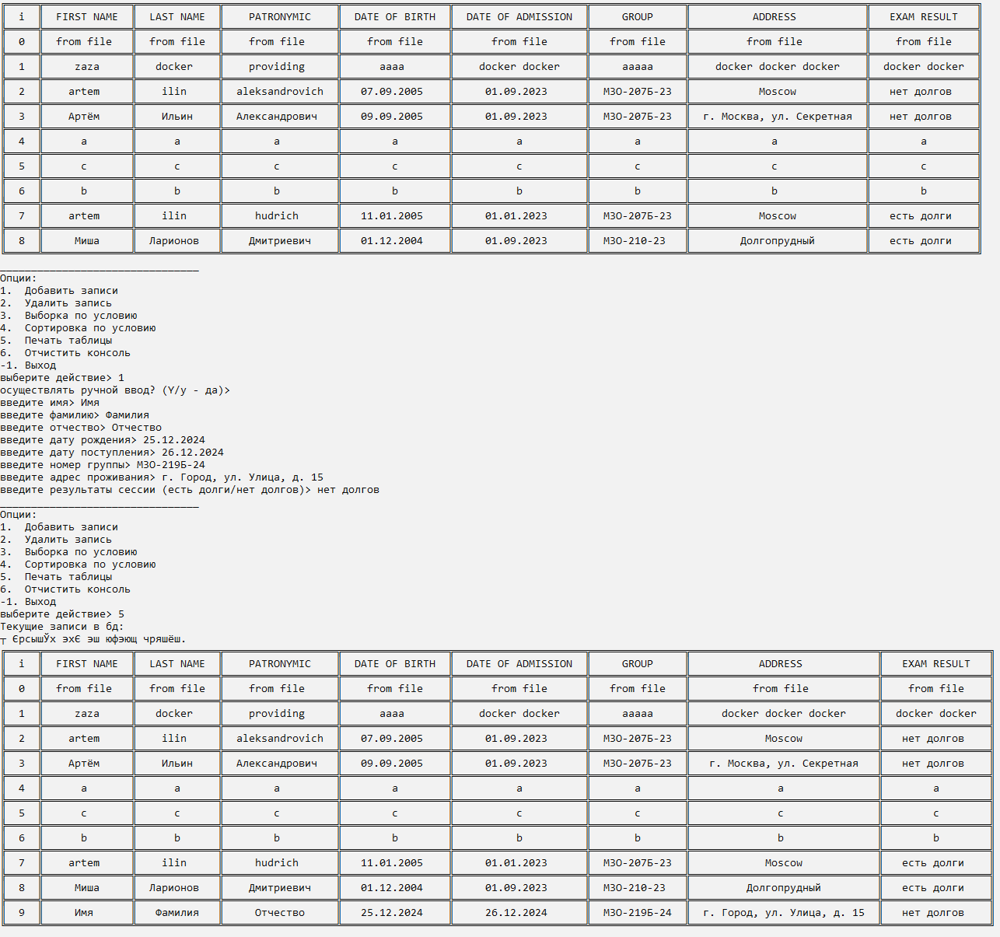 i FIRST NAME LAST NAME PATRONYMIC DATE OF BIRTH DATE OF ADMISSION GROUP ADDRESS EXAM RESULT
0 from file from file from file from file from file from file from file from file
1 zaza docker providing aaaa docker docker aaaaa docker docker docker docker docker
2 artem ilin aleksandrovich 07.09.2005 01.09.2023 МЗО-207Б-23 Moscow нет долгов
3 Артём Ильин Александрович 09.09.2005 01.09.2023 МЗО-207Б-23 г. Москва, ул. Секретная нет долгов
4 a a a a a a a a
5 c c c c c c c c
6 b b b b b b b b
7 artem ilin hudrich 11.01.2005 01.01.2023 МЗО-207Б-23 Moscow есть долги
8 Миша Ларионов Дмитриевич 01.12.2004 01.09.2023 МЗО-210-23 Долгопрудный есть долги
________________________________
Опции:
1. Добавить записи
2. Удалить запись
3. Выборка по условию
4. Сортировка по условию
5. Печать таблицы
6. Отчистить консоль
-1. Выход
выберите действие> 1
осуществлять ручной ввод? (Y/y - да)>
введите имя> Имя
введите фамилию> Фамилия
введите отчество> Отчество
введите дату рождения> 25.12.2024
введите дату поступления> 26.12.2024
введите номер группы> МЗО-219Б-24
введите адрес проживания> г. Город, ул. Улица, д. 15
введите результаты сессии (есть долги/нет долгов)> нет долгов
________________________________
Опции:
1. Добавить записи
2. Удалить запись
3. Выборка по условию
4. Сортировка по условию
5. Печать таблицы
6. Отчистить консоль
-1. Выход
выберите действие> 5
Текущие записи в бд:
┬ ЄрсышЎх эхЄ эш юфэющ чряшёш.
i FIRST NAME LAST NAME PATRONYMIC DATE OF BIRTH DATE OF ADMISSION GROUP ADDRESS EXAM RESULT
0 from file from file from file from file from file from file from file from file
1 zaza docker providing aaaa docker docker aaaaa docker docker docker docker docker
2 artem ilin aleksandrovich 07.09.2005 01.09.2023 МЗО-207Б-23 Moscow нет долгов
3 Артём Ильин Александрович 09.09.2005 01.09.2023 МЗО-207Б-23 г. Москва, ул. Секретная нет долгов
4 a a a a a a a a
5 c c c c c c c c
6 b b b b b b b b
7 artem ilin hudrich 11.01.2005 01.01.2023 МЗО-207Б-23 Moscow есть долги
8 Миша Ларионов Дмитриевич 01.12.2004 01.09.2023 МЗО-210-23 Долгопрудный есть долги
9 Имя Фамилия Отчество 25.12.2024 26.12.2024 МЗО-219Б-24 г. Город, ул. Улица, д. 15 нет долгов